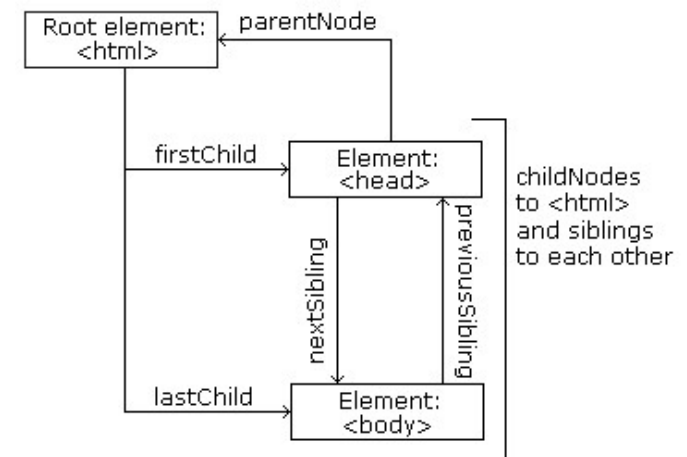 Root element:
<html>
parentNode
firstChild
Element:
<head>
childNodes
to <html>
and siblings
to each other
nextSibling
previousSibling
lastChild
Element:
<body>